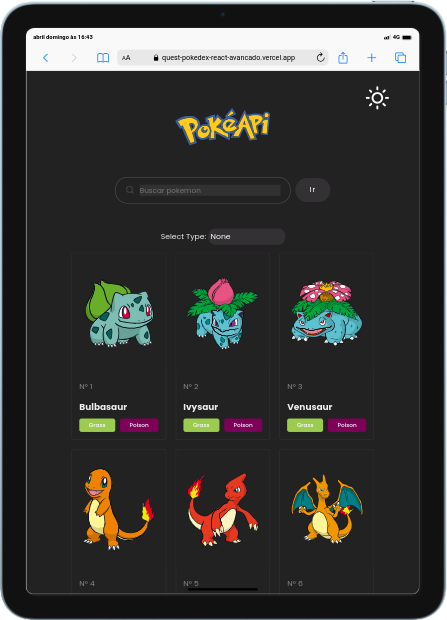 abril domingo às 16:43
4G
AA quest-pokedex-react-avancado.vercel.app
PokéApi
Buscar pokemon
Ir
Select Type: None
Nº 1 Nº 2 Nº 3
Bulbasaur Ivysaur Venusaur
Grass Poison Grass Poison Grass Poison
Nº 4 Nº 5 Nº 6